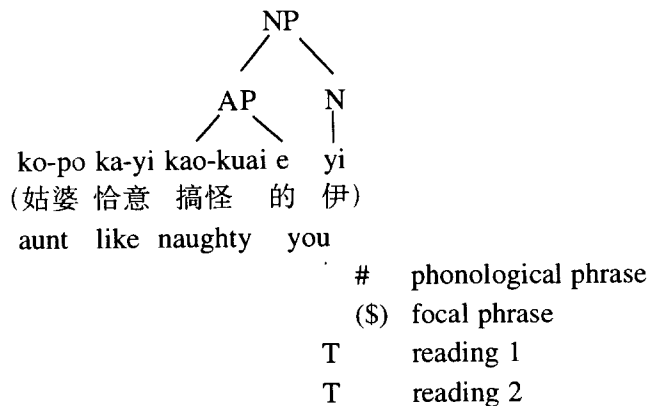 NP
AP N
ko-po ka-yi kao-kuai e yi
(姑婆 恰意 搞怪 的 伊)
aunt like naughty you
# phonological phrase
($) focal phrase
T reading 1
T reading 2